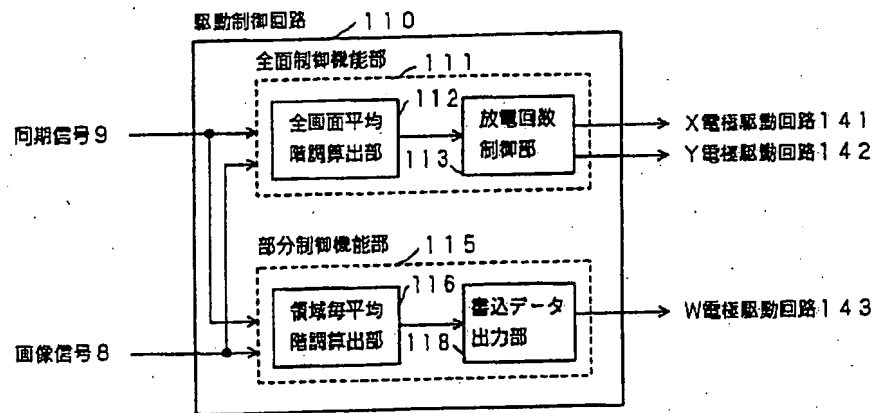 駆動制御回路 110
全面制御機能部 111
112
全画面平均
階調算出部
113
放電回数
制御部
同期信号9
X電極駆動回路141
Y電極駆動回路142
部分制御機能部 115
116
領域毎平均
階調算出部
118
書込データ
出力部
W電極駆動回路143
画像信号8